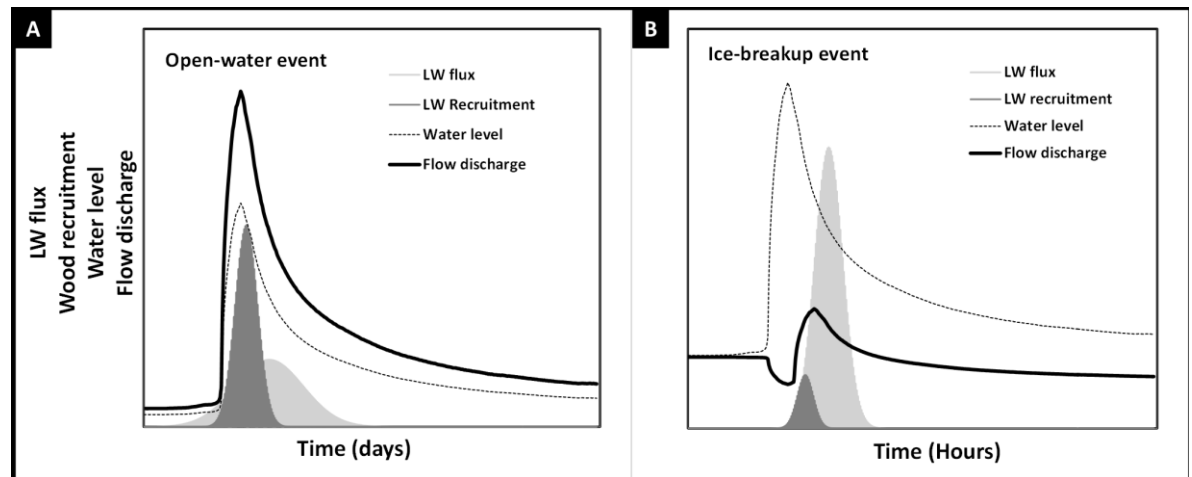 A
Open-water event
LW flux
LW Recruitment
Water level
Flow discharge
LW flux
Wood recruitment
Water level
Flow discharge
Time (days)
B
Ice-breakup event
LW flux
LW recruitment
Water level
Flow discharge
Time (Hours)